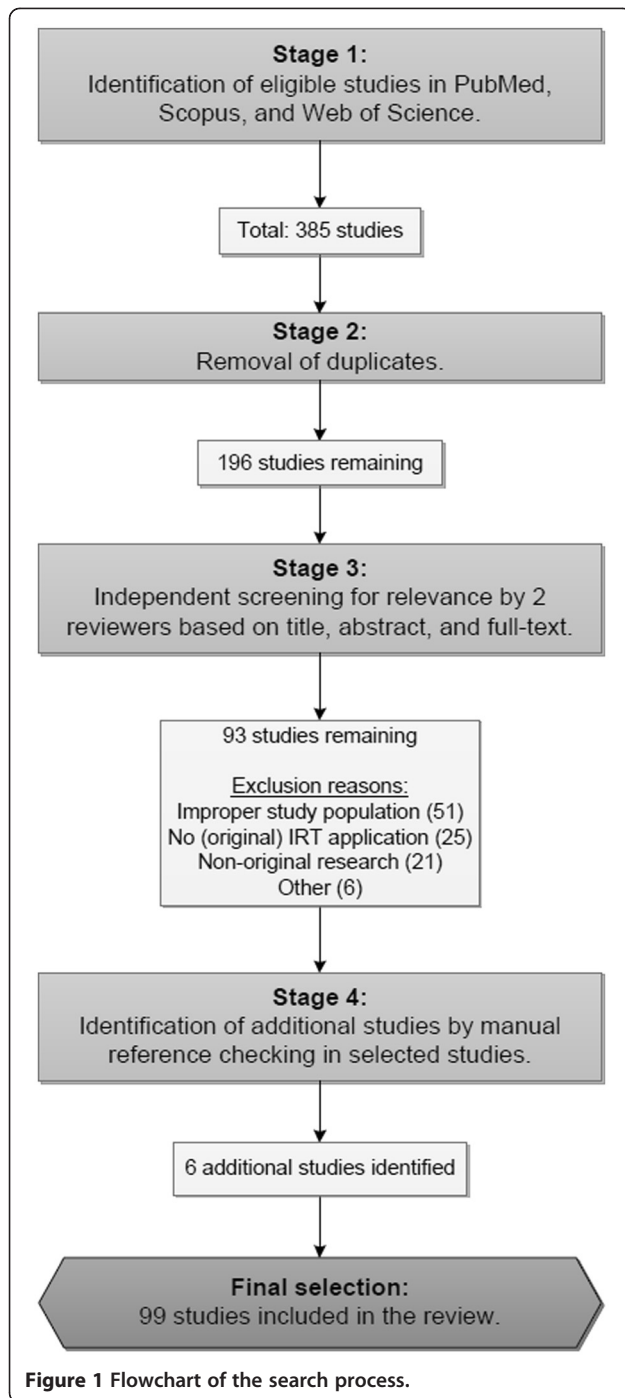 Stage 1:
Identification of eligible studies in PubMed,
Scopus, and Web of Science.
Total: 385 studies
Stage 2:
Removal of duplicates.
196 studies remaining
Stage 3:
Independent screening for relevance by 2
reviewers based on title, abstract, and full-text.
93 studies remaining
Exclusion reasons:
Improper study population (51)
No (original) IRT application (25)
Non-original research (21)
Other (6)
Stage 4:
Identification of additional studies by manual
reference checking in selected studies.
6 additional studies identified
Final selection:
99 studies included in the review.
Figure 1 Flowchart of the search process.